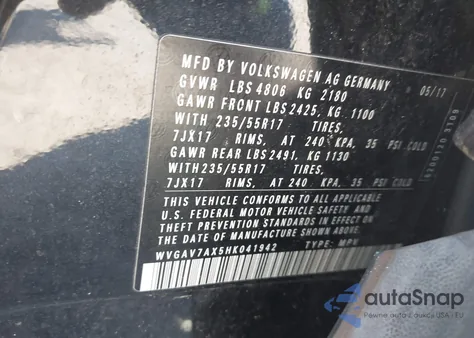 MFD BY VOLKSWAGEN AG GERMANY 05/17
GVWR LBS 4806 KG 2180
GAWR FRONT LBS 2425, KG 1100
WITH 235/55R17 TIRES,
7JX17 RIMS, AT 240 KPA, 35 PSI COLD
GAWR REAR LBS 2491, KG 1130
WITH 235/55R17 TIRES,
7JX17 RIMS, AT 240 KPA, 35 PSI COLD
THIS VEHICLE CONFORMS TO ALL APPLICABLE
U.S. FEDERAL MOTOR VEHICLE SAFETY AND
THEFT PREVENTION STANDARDS IN EFFECT ON
THE DATE OF MANUFACTURE SHOWN ABOVE.
WVGAV7AX5HK041942 TYPE: MPV
autoSnap